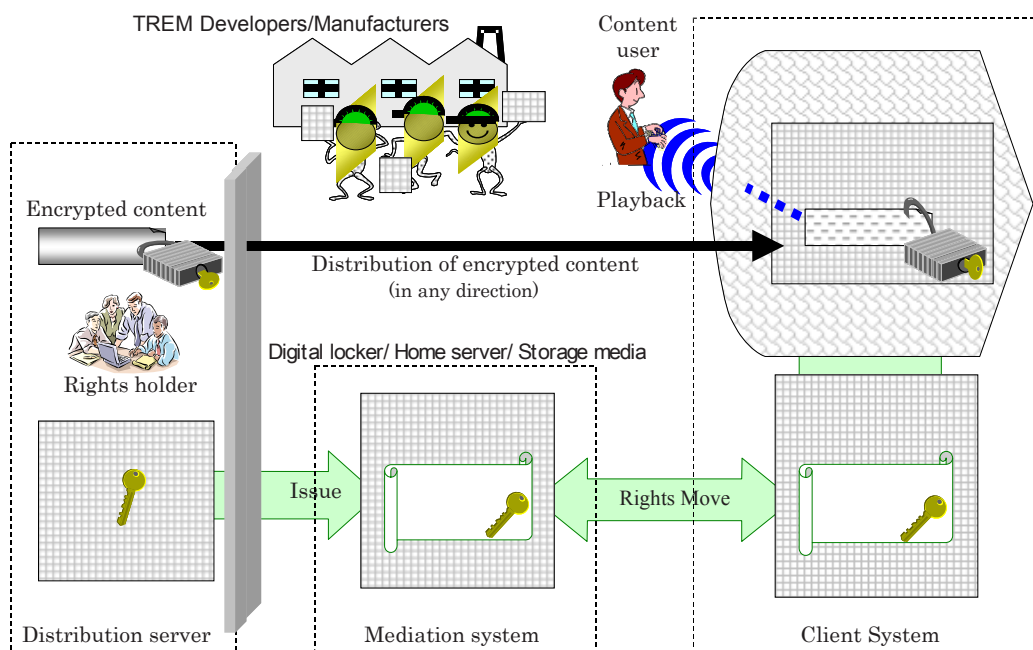 TREM Developers/Manufacturers
Content
user
Encrypted content
Playback
Distribution of encrypted content
(in any direction)
Rights holder
Digital locker/ Home server/ Storage media
Issue
Rights Move
Distribution server
Mediation system
Client System